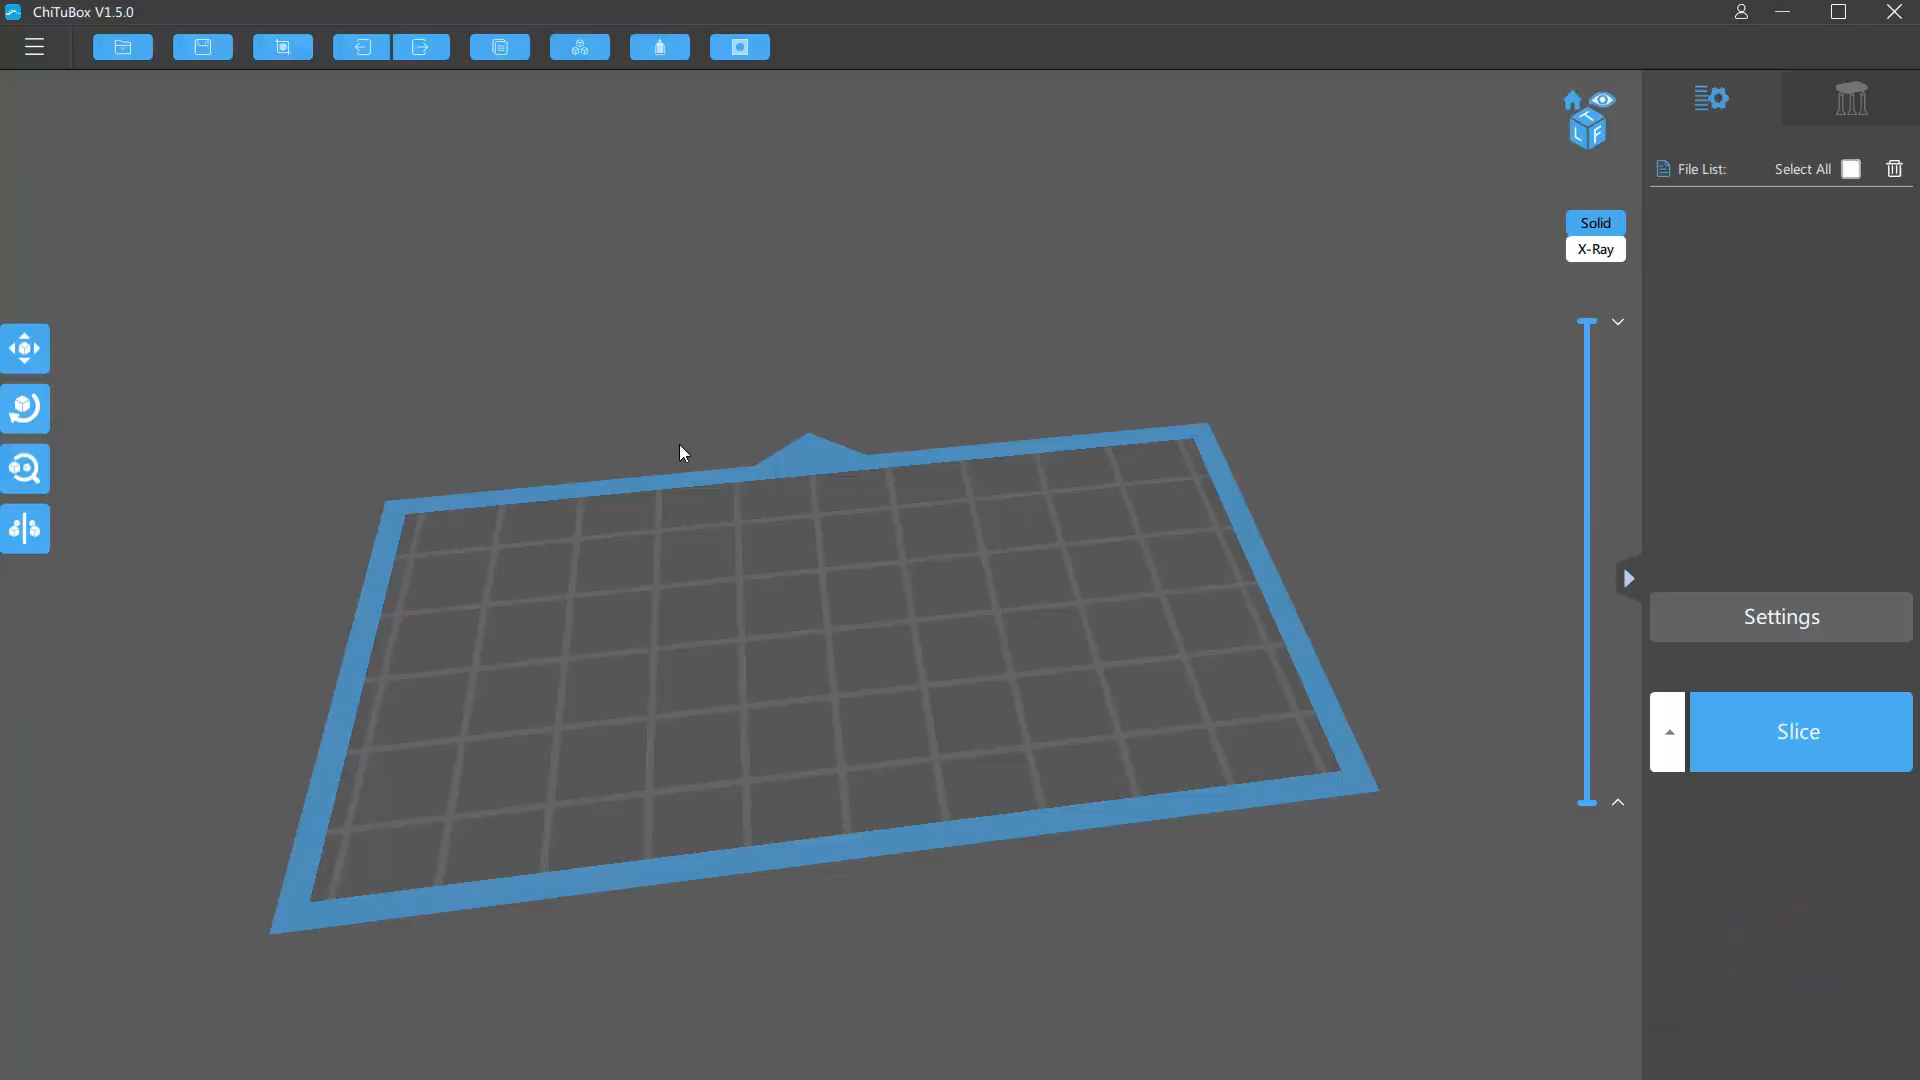 ChiTuBox V1.5.0
T
L F
File List: Select All
Solid
X-Ray
Settings
Slice